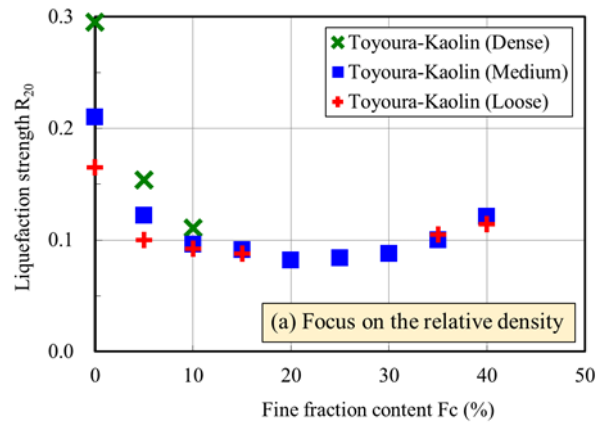 0.3
0.2
0.1
0.0
Liquefaction strength R20
Toyoura-Kaolin (Dense)
Toyoura-Kaolin (Medium)
Toyoura-Kaolin (Loose)
(a) Focus on the relative density
0 10 20 30 40 50
Fine fraction content Fc (%)